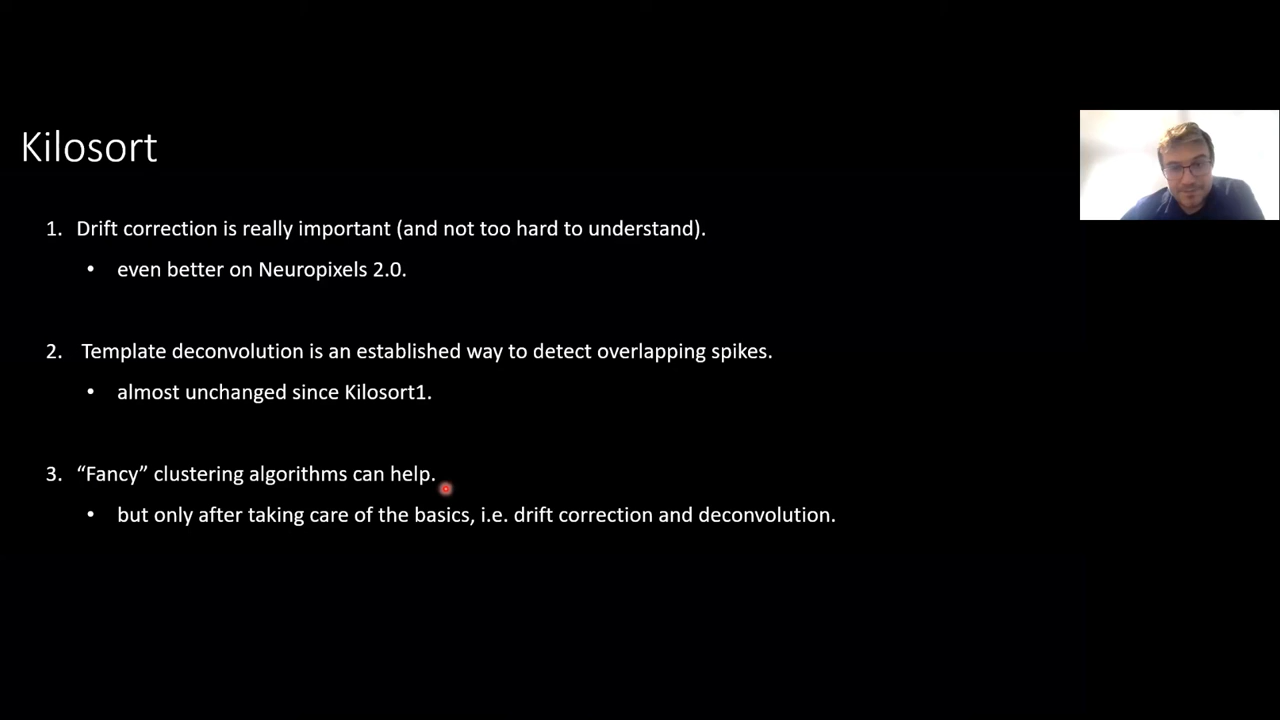 Kilosort
1. Drift correction is really important (and not too hard to understand).
• even better on Neuropixels 2.0.
2. Template deconvolution is an established way to detect overlapping spikes.
• almost unchanged since Kilosort1.
3. “Fancy” clustering algorithms can help.
• but only after taking care of the basics, i.e. drift correction and deconvolution.